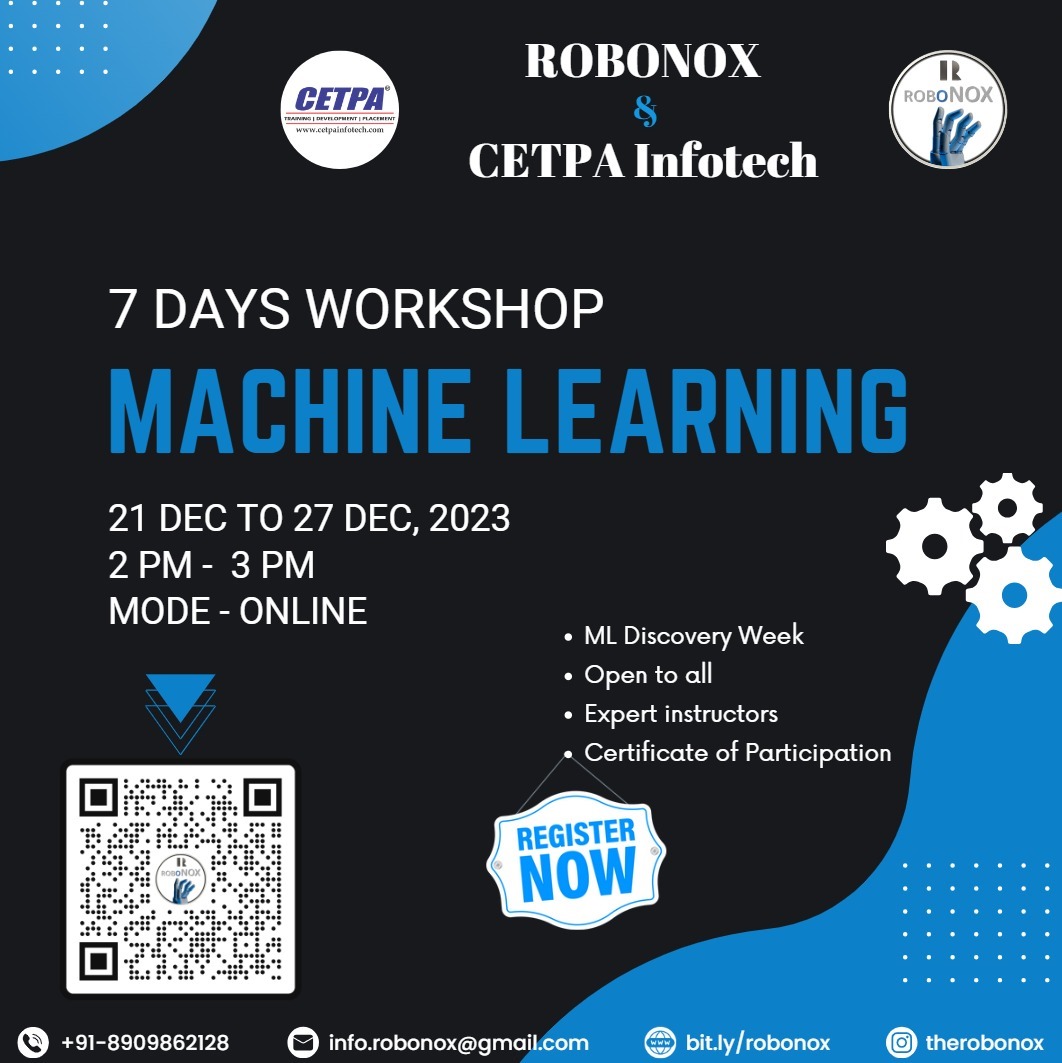 CETPA®
TRAINING | DEVELOPMENT | PLACEMENT
www.cetpainfotech.com
ROBONOX
&
CETPA Infotech
R
ROBONOX
7 DAYS WORKSHOP
MACHINE LEARNING
21 DEC TO 27 DEC, 2023
2 PM - 3 PM
MODE - ONLINE
• ML Discovery Week
• Open to all
• Expert instructors
• Certificate of Participation
REGISTER
NOW
R
ROBONOX
+91-8909862128
info.robonox@gmail.com
bit.ly/robonox
therobonox